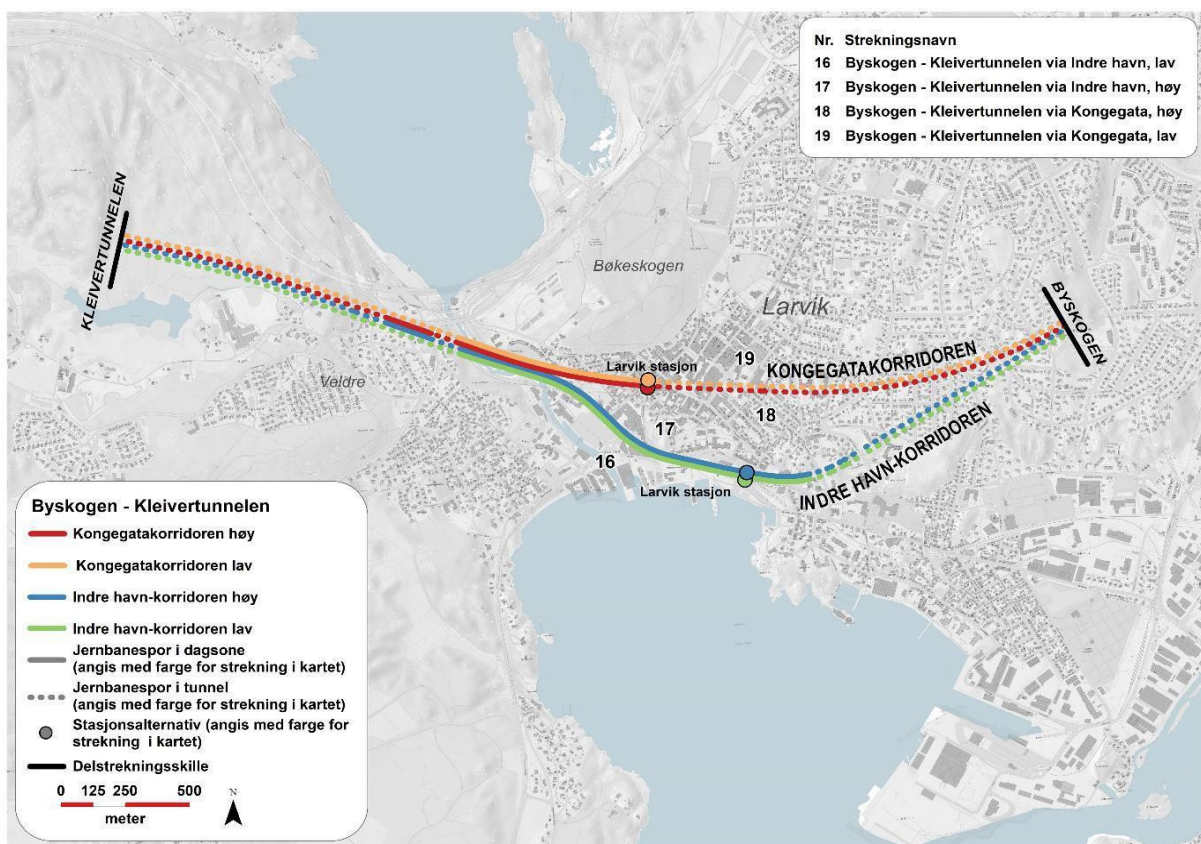 Nr. Strekningsnavn
16 Byskogen - Kleivertunnelen via Indre havn, lav
17 Byskogen - Kleivertunnelen via Indre havn, høy
18 Byskogen - Kleivertunnelen via Kongegata, høy
19 Byskogen - Kleivertunnelen via Kongegata, lav
KLEIVERTUNNELEN
Bøkeskogen
Larvik
BYSKOGEN
Veldre
Larvik stasjon
19
KONGEGATAKORRIDOREN
18
17
16
INDRE HAVN-KORRIDOREN
Larvik stasjon
Byskogen - Kleivertunnelen
Kongegatakorridoren høy
Kongegatakorridoren lav
Indre havn-korridoren høy
Indre havn-korridoren lav
Jernbanespor i dagsone
(angis med farge for strekning i kartet)
Jernbanespor i tunnel
(angis med farge for strekning i kartet)
Stasjonsalternativ (angis med farge for
strekning i kartet)
Delstrekningsskille
0 125 250 500
meter
N